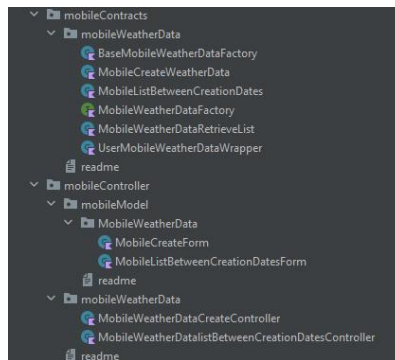 mobileContracts
mobileWeatherData
BaseMobileWeatherDataFactory
MobileCreateWeatherData
MobileListBetweenCreationDates
MobileWeatherDataFactory
MobileWeatherDataRetrieveList
UserMobileWeatherDataWrapper
readme
mobileController
mobileModel
MobileWeatherData
MobileCreateForm
MobileListBetweenCreationDatesForm
readme
mobileWeatherData
MobileWeatherDataCreateController
MobileWeatherDatalistBetweenCreationDatesController
readme